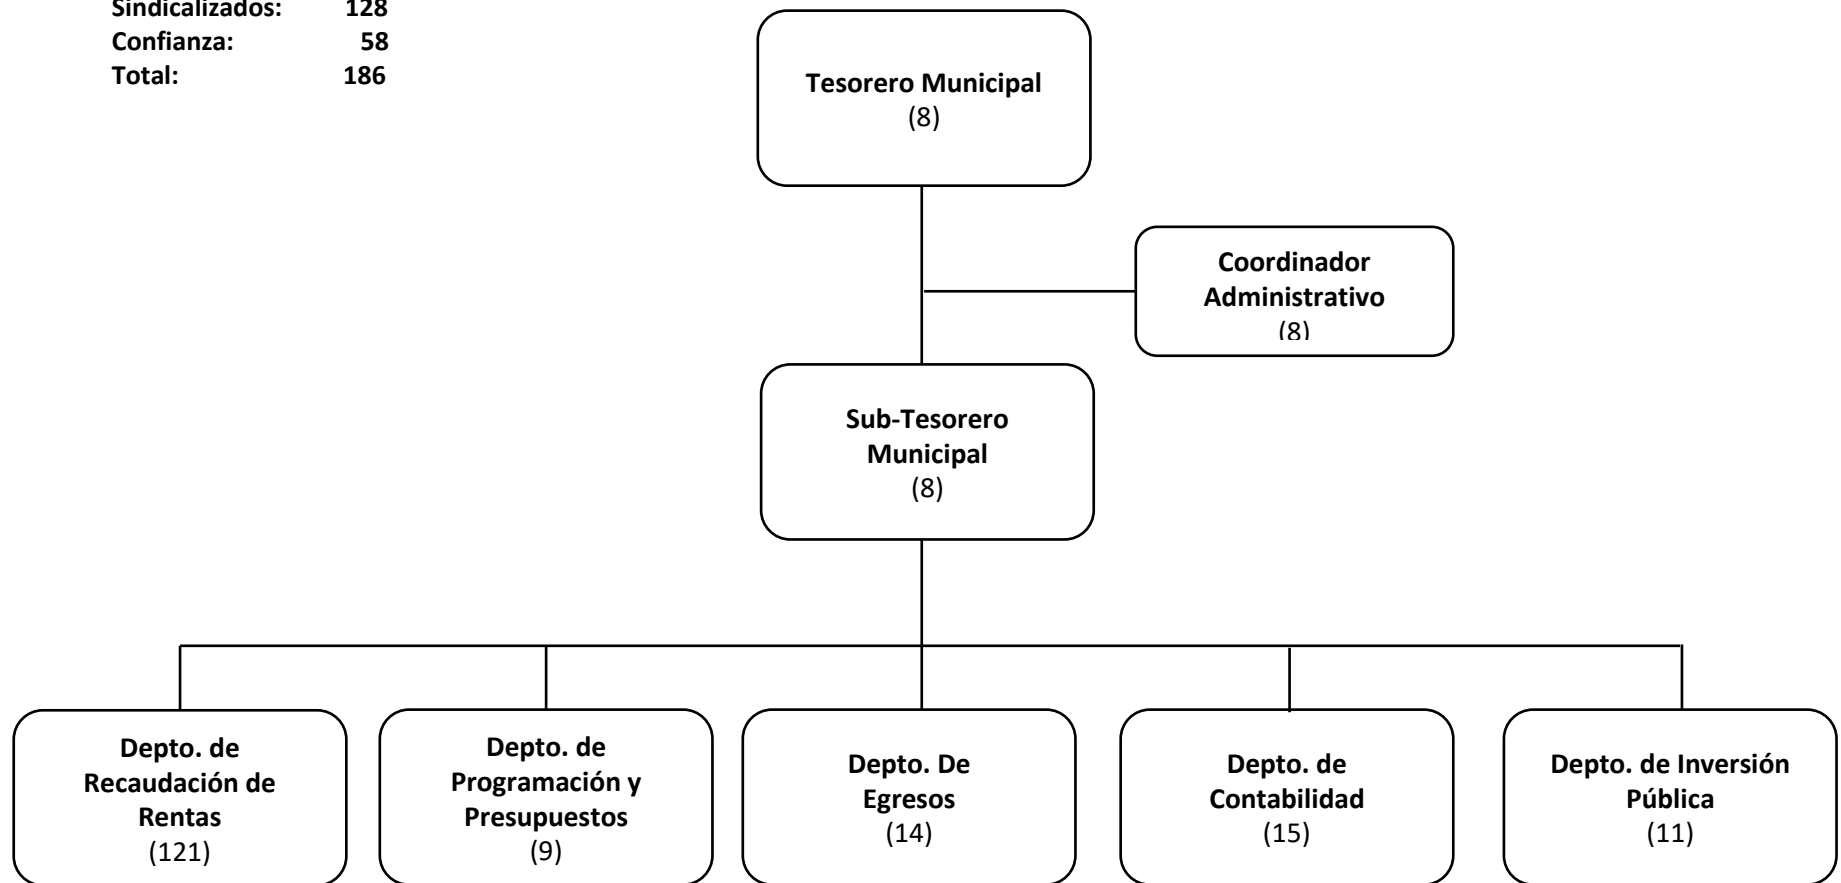 Sindicalizados: 128
Confianza: 58
Total: 186
Tesorero Municipal
(8)
Coordinador
Administrativo
(8)
Sub-Tesorero
Municipal
(8)
Depto. de
Recaudación de
Rentas
(121)
Depto. de
Programación y
Presupuestos
(9)
Depto. De
Egresos
(14)
Depto. de
Contabilidad
(15)
Depto. de Inversión
Pública
(11)